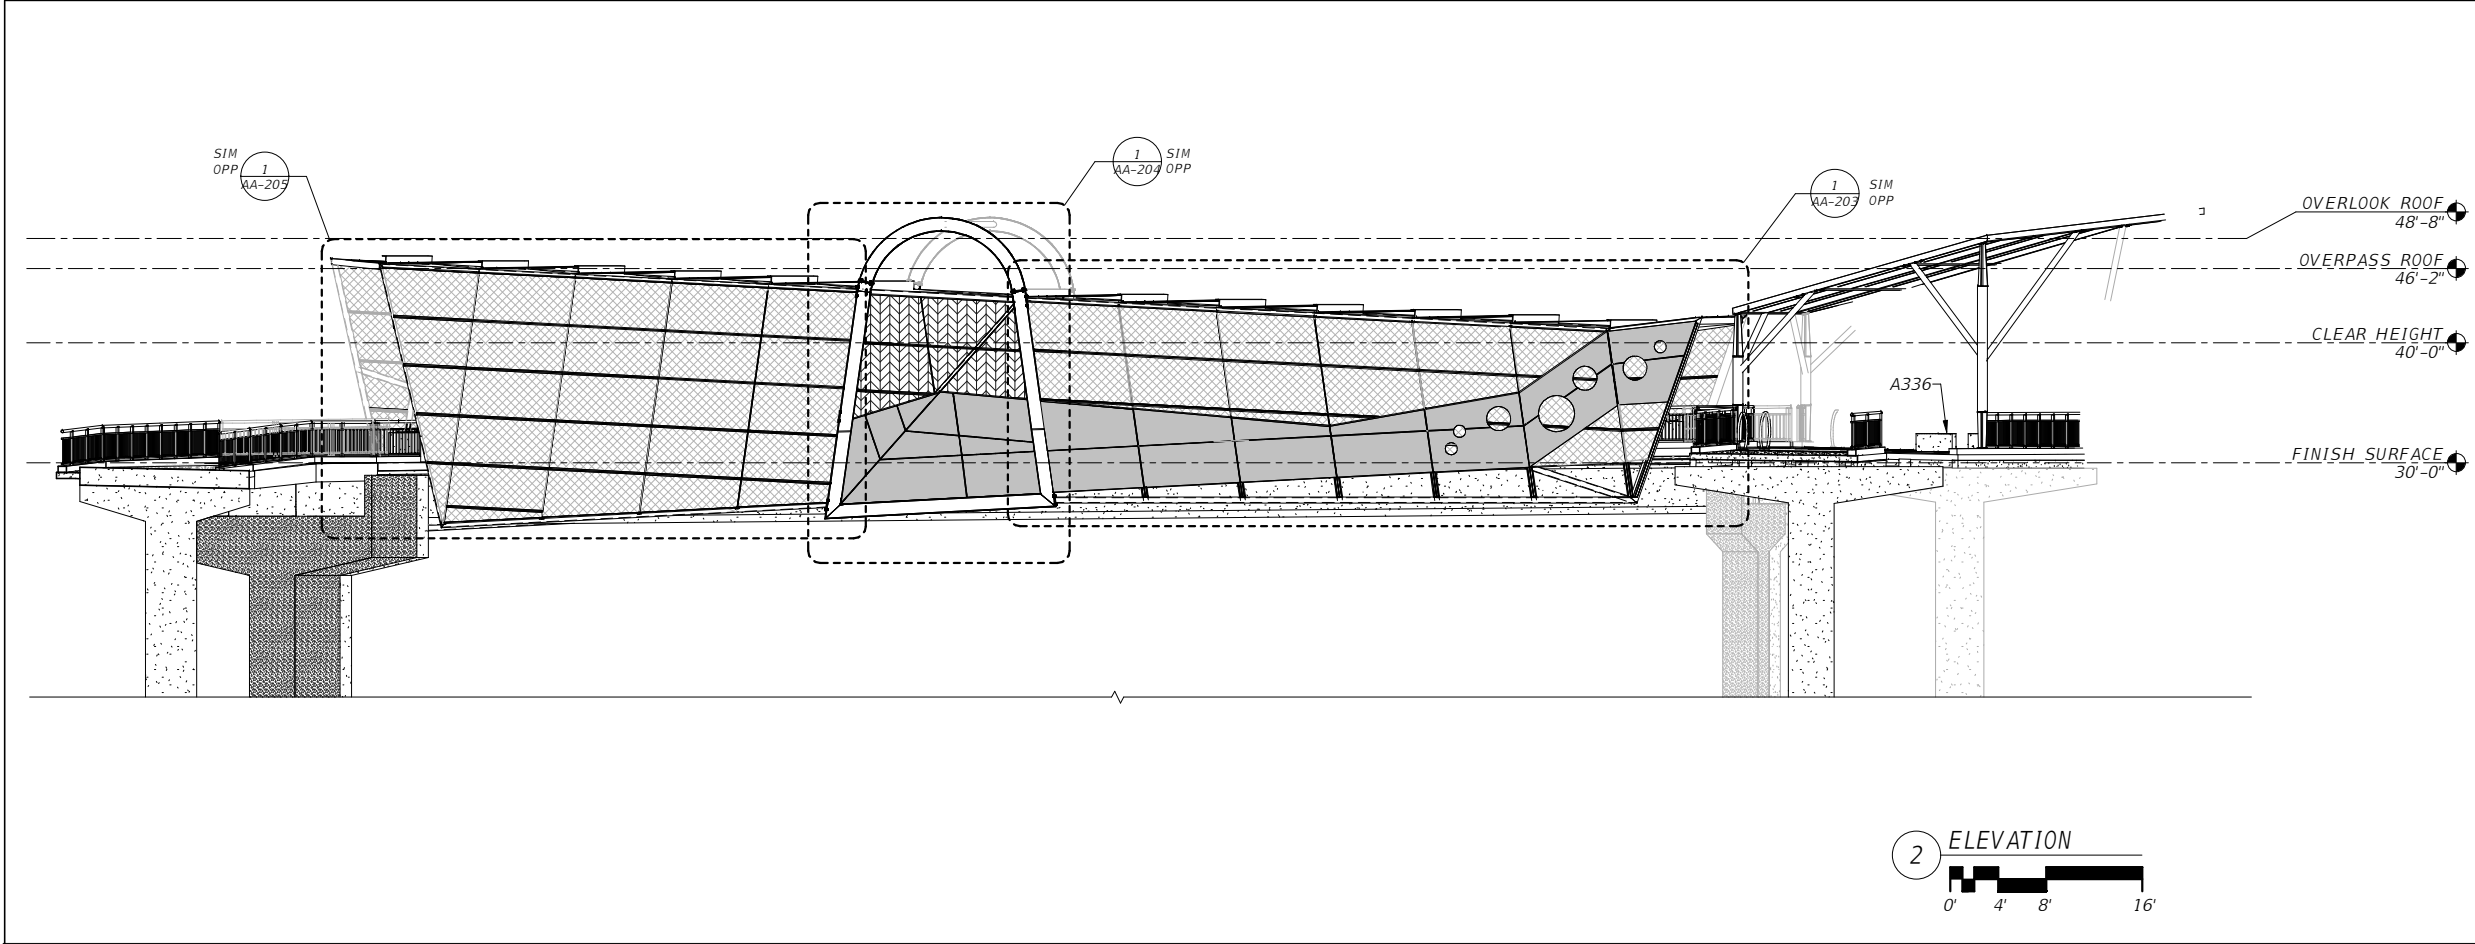 SIM
OPP
1
AA-205
1
AA-204
SIM
OPP
1
AA-203
SIM
OPP
OVERLOOK ROOF
48'-8"
OVERPASS ROOF
46'-2"
CLEAR HEIGHT
40'-0"
A336
FINISH SURFACE
30'-0"
2
ELEVATION
0' 4' 8' 16'